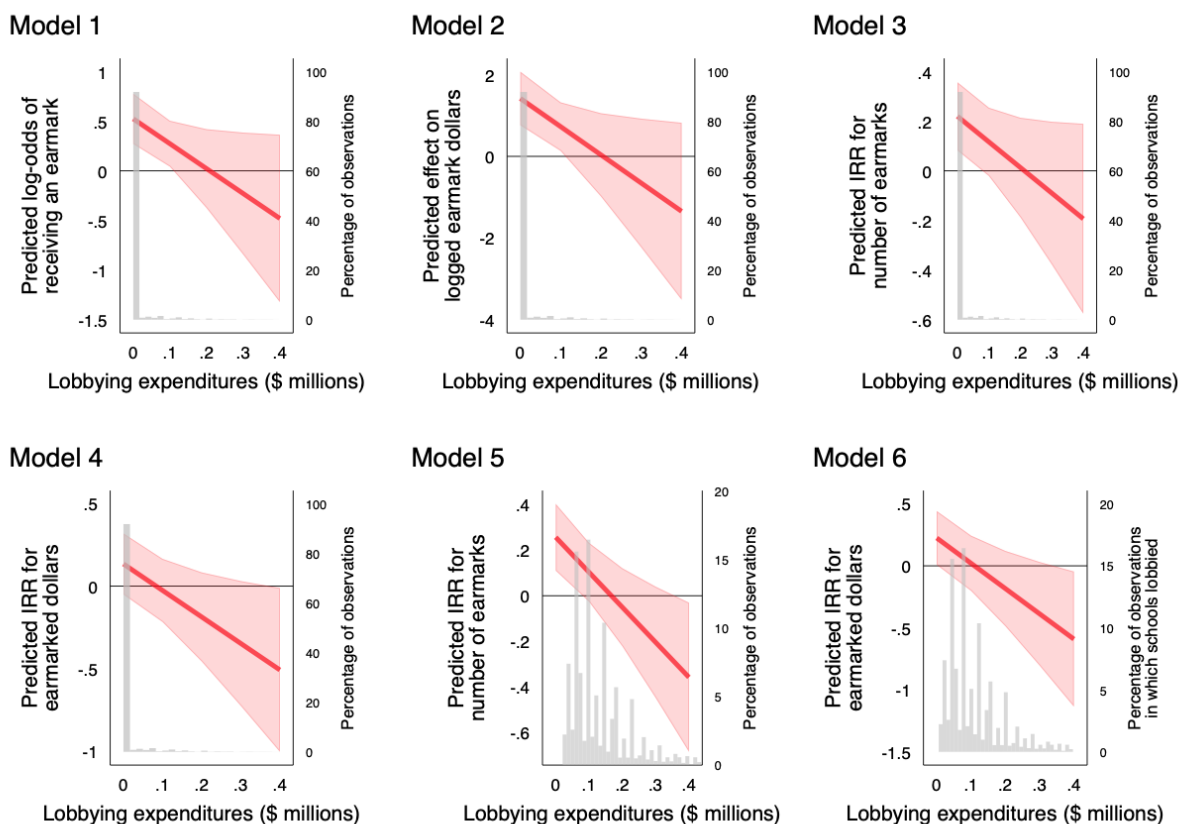 Model 1
Predicted log-odds of
receiving an earmark
1
.5
0
-.5
-1
-1.5
100
80
60
40
20
0
Percentage of observations
0 .1 .2 .3 .4
Lobbying expenditures ($ millions)
Model 2
Predicted effect on
logged earmark dollars
2
0
-2
-4
100
80
60
40
20
0
Percentage of observations
0 .1 .2 .3 .4
Lobbying expenditures ($ millions)
Model 3
Predicted IRR for
number of earmarks
.4
.2
0
-.2
-.4
-.6
100
80
60
40
20
0
Percentage of observations
0 .1 .2 .3 .4
Lobbying expenditures ($ millions)
Model 4
Predicted IRR for
earmarked dollars
.5
0
-.5
-1
100
80
60
40
20
0
Percentage of observations
0 .1 .2 .3 .4
Lobbying expenditures ($ millions)
Model 5
Predicted IRR for
number of earmarks
.4
.2
0
-.2
-.4
-.6
20
15
10
5
0
Percentage of observations
0 .1 .2 .3 .4
Lobbying expenditures ($ millions)
Model 6
Predicted IRR for
earmarked dollars
.5
0
-.5
-1
-1.5
20
15
10
5
0
Percentage of observations
in which schools lobbied
0 .1 .2 .3 .4
Lobbying expenditures ($ millions)